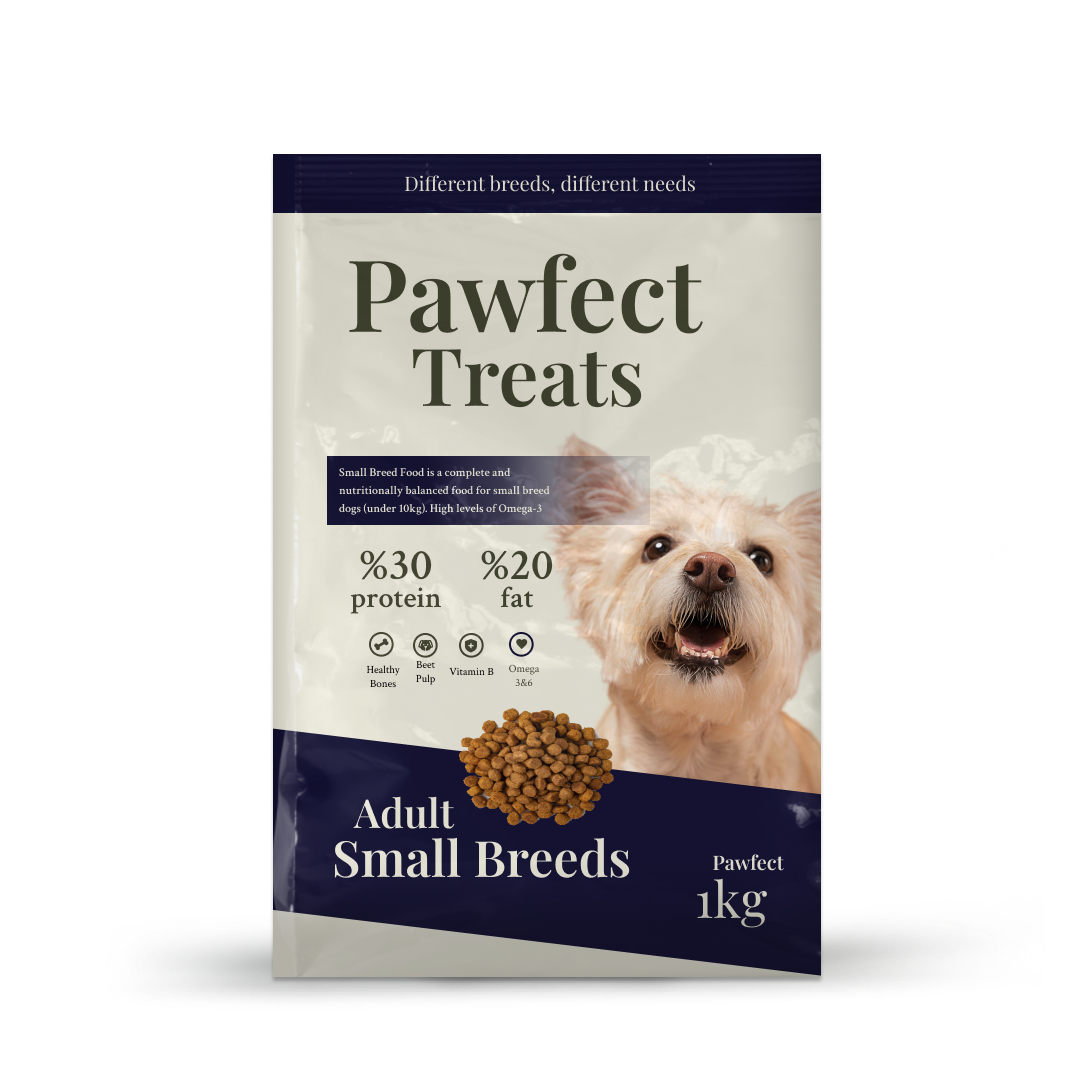 Different breeds, different needs
Pawfect
Treats
Small Breed Food is a complete and
nutritionally balanced food for small breed
dogs (under 10kg). High levels of Omega-3
%30
protein
%20
fat
Healthy
Bones
Beet
Pulp
Vitamin B
Omega
3&6
Adult
Small Breeds
Pawfect
1kg